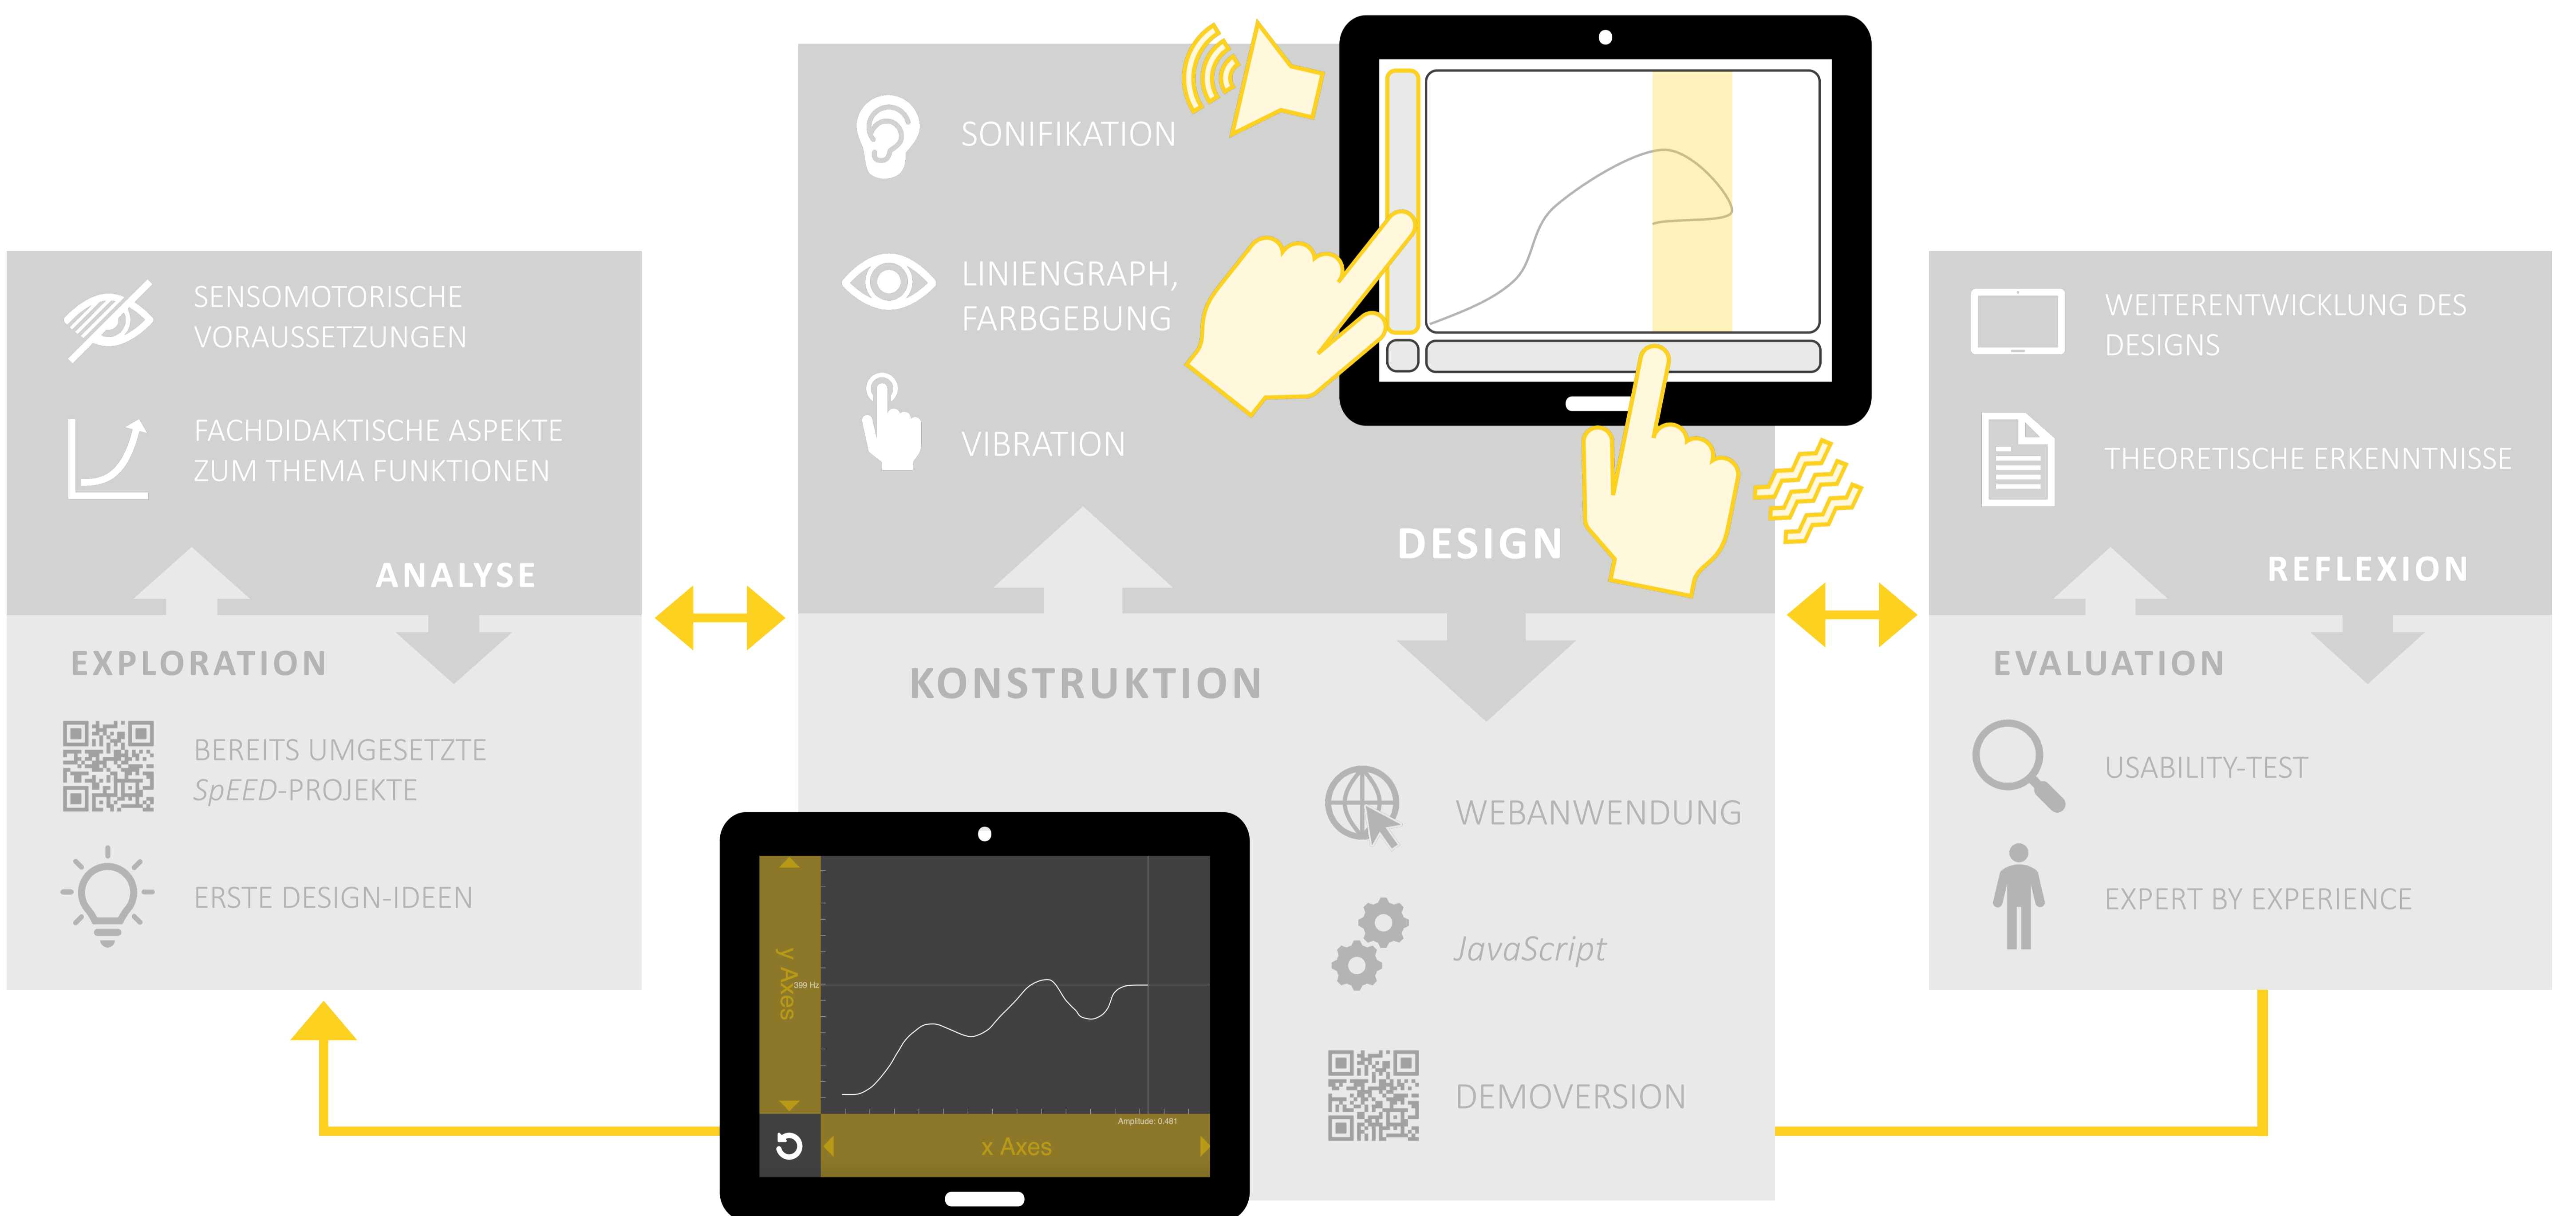 SENSOMOTORISCHE
VORAUSSETZUNGEN
FACHDIDAKTISCHE ASPEKTE
ZUM THEMA FUNKTIONEN
ANALYSE
EXPLORATION
BEREITS UMGESETZTE
SpEED-PROJEKTE
ERSTE DESIGN-IDEEN
SONIFIKATION
LINIENGRAPH,
FARBGEBUNG
VIBRATION
DESIGN
KONSTRUKTION
WEBANWENDUNG
JavaScript
DEMOVERSION
y Axes
399 Hz
Amplitude: 0.481
x Axes
WEITERENTWICKLUNG DES
DESIGNS
THEORETISCHE ERKENNTNISSE
REFLEXION
EVALUATION
USABILITY-TEST
EXPERT BY EXPERIENCE